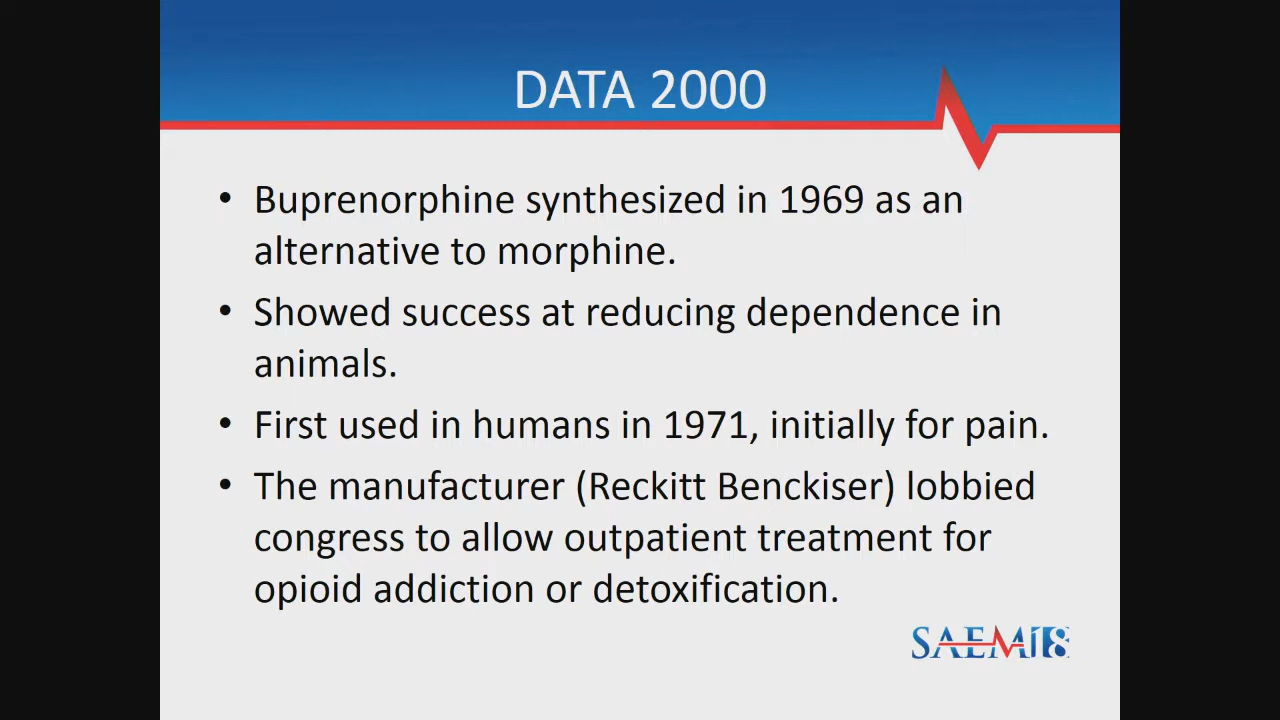 DATA 2000
• Buprenorphine synthesized in 1969 as an
alternative to morphine.
• Showed success at reducing dependence in
animals.
• First used in humans in 1971, initially for pain.
• The manufacturer (Reckitt Benckiser) lobbied
congress to allow outpatient treatment for
opioid addiction or detoxification.
SAEM18